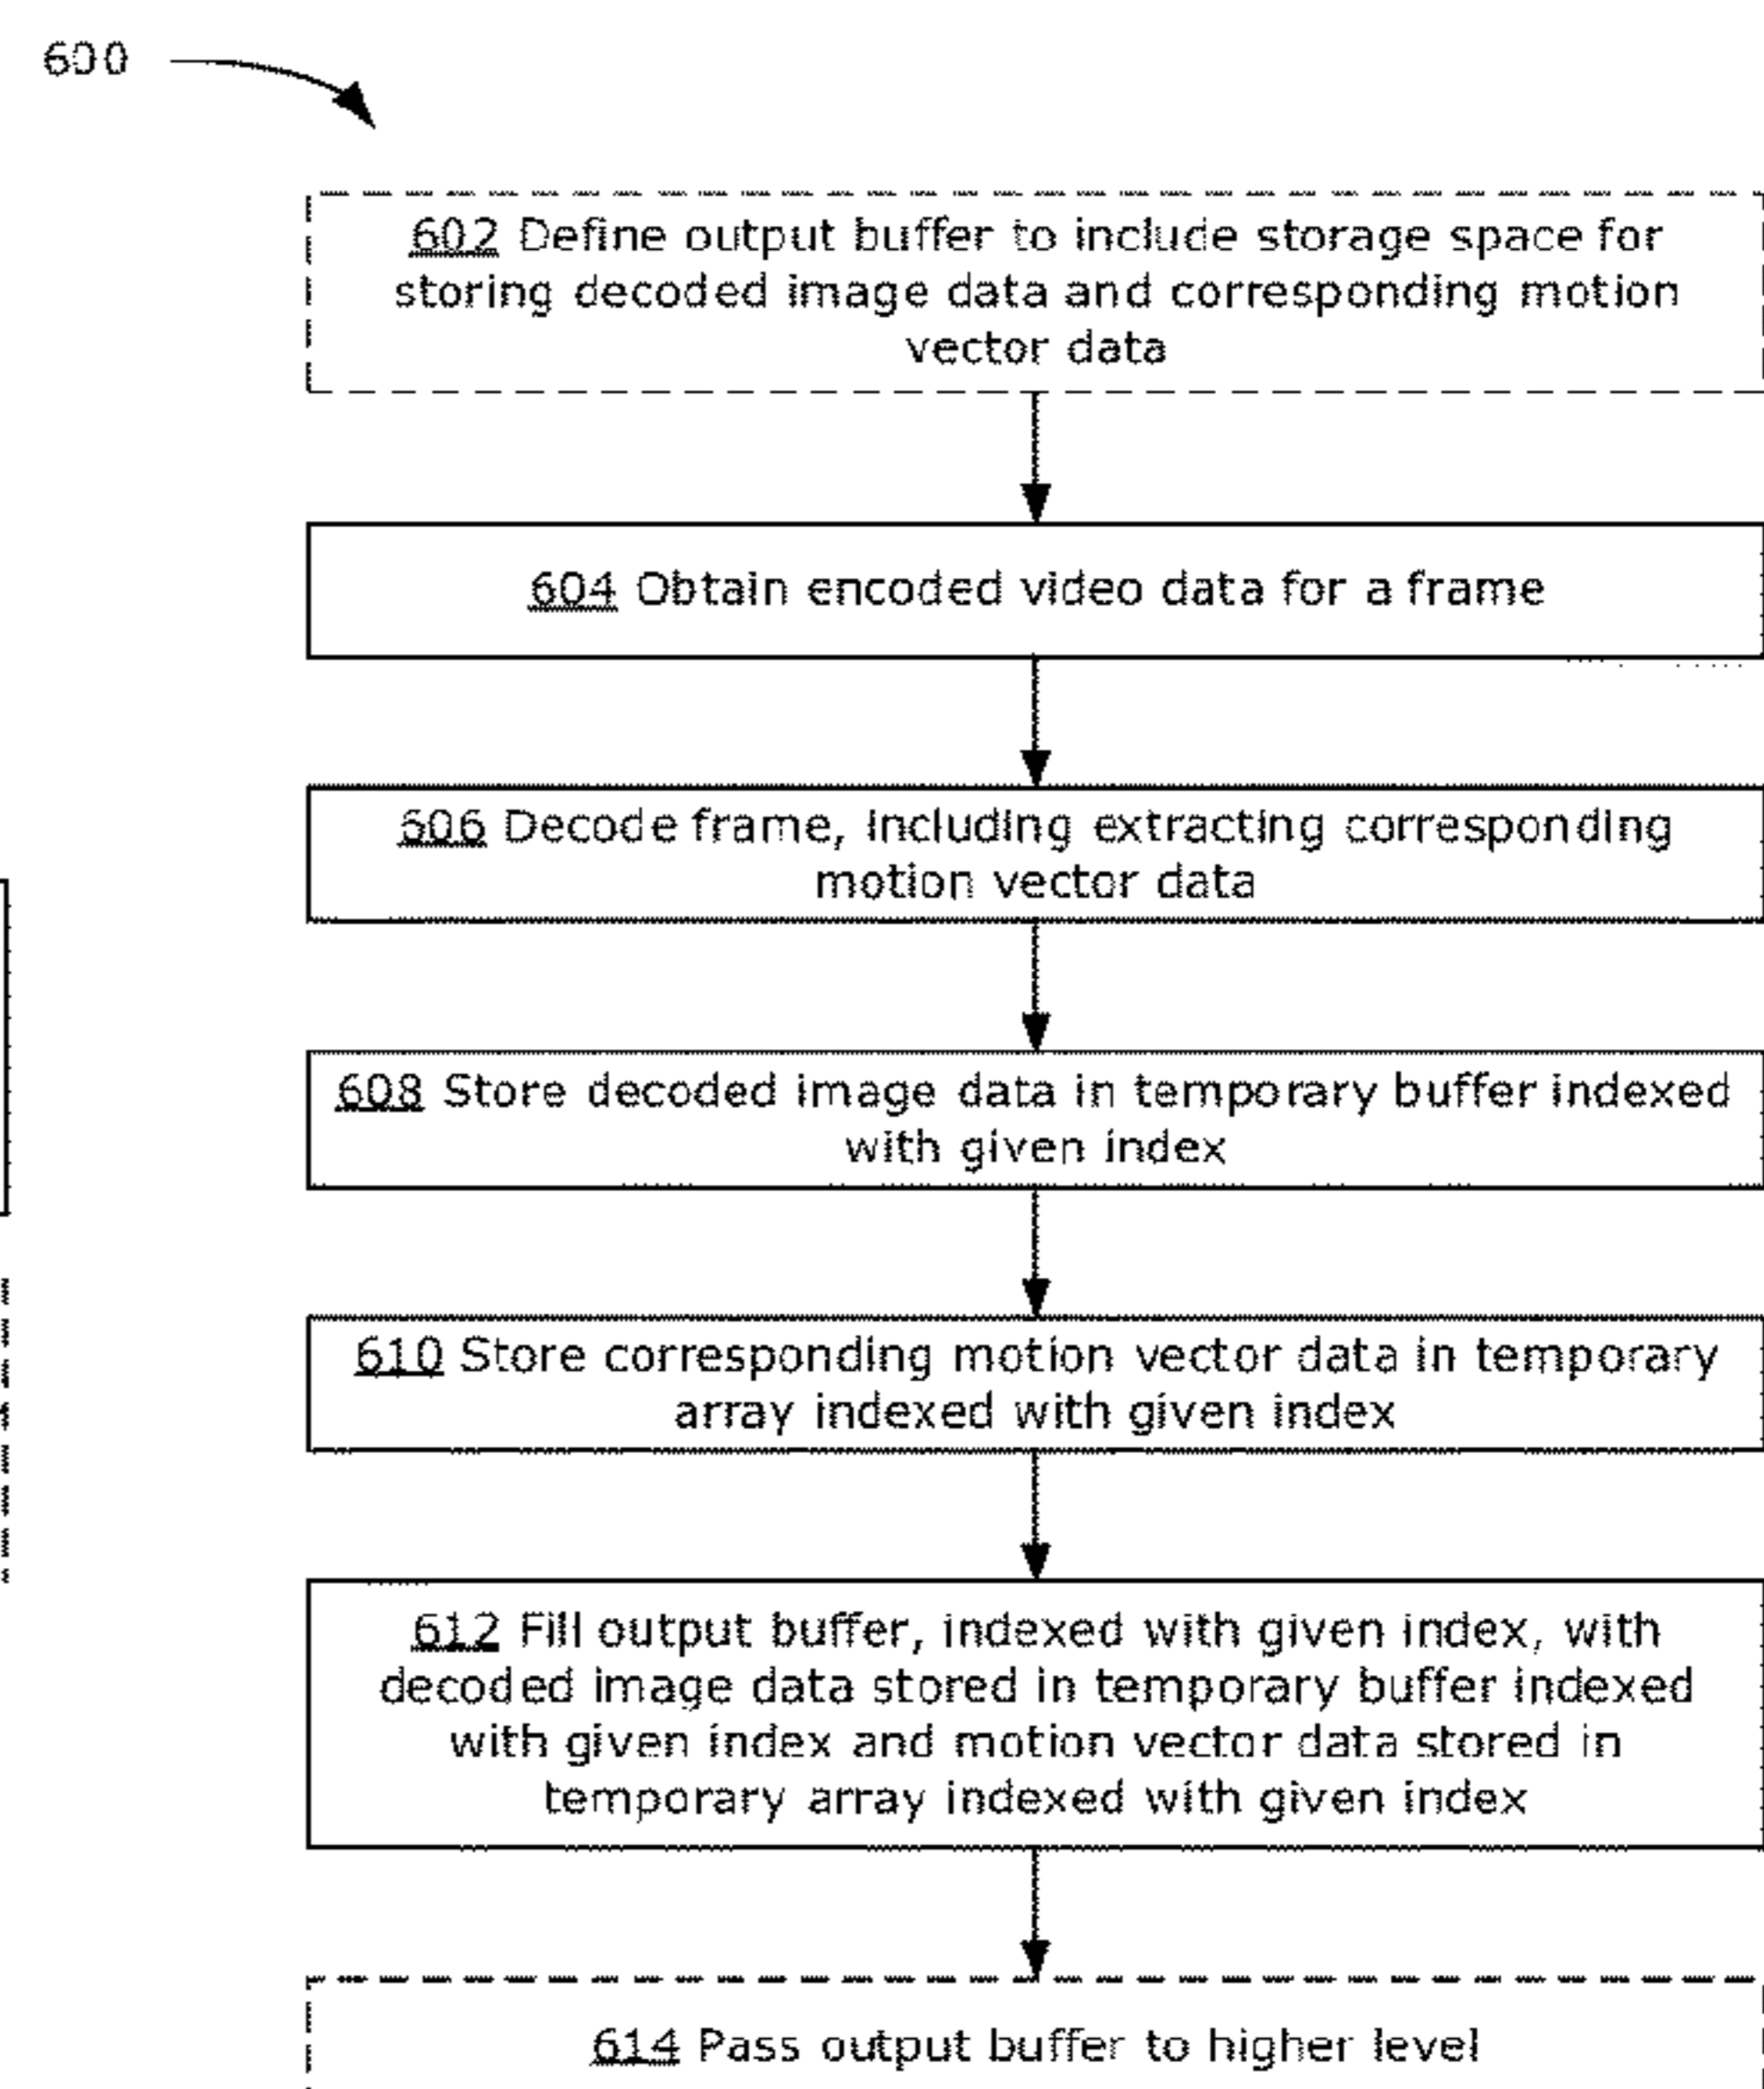 600
602 Define output buffer to include storage space for
storing decoded image data and corresponding motion
vector data
604 Obtain encoded video data for a frame
606 Decode frame, including extracting corresponding
motion vector data
608 Store decoded image data in temporary buffer indexed
with given index
610 Store corresponding motion vector data in temporary
array indexed with given index
612 Fill output buffer, indexed with given index, with
decoded image data stored in temporary buffer indexed
with given index and motion vector data stored in
temporary array indexed with given index
614 Pass output buffer to higher level